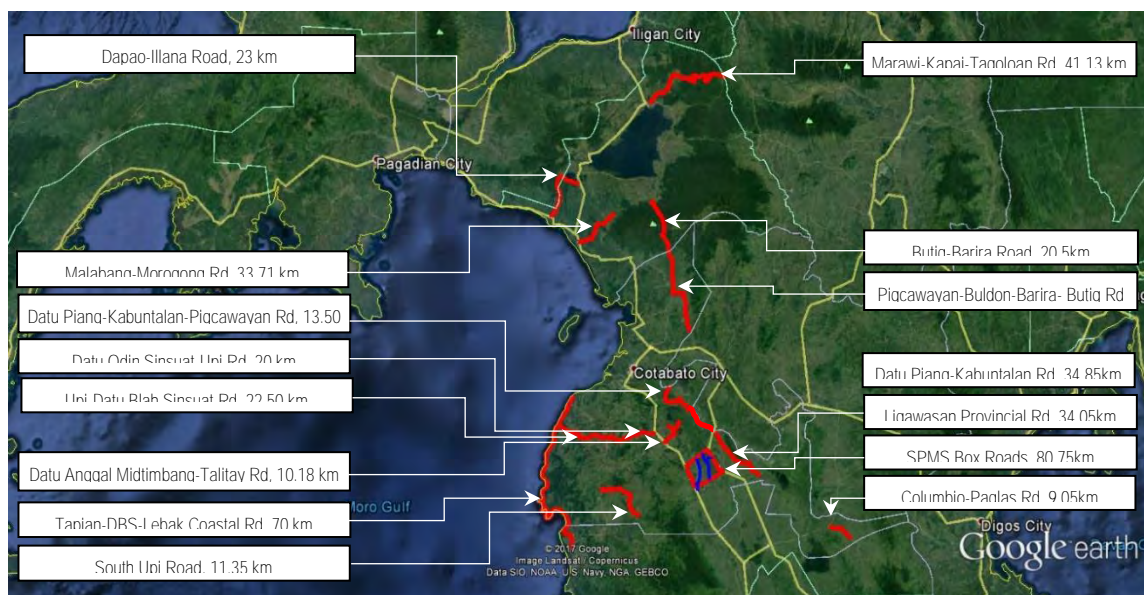 Iligan City
Dapao-Illana Road, 23 km
Marawi-Kapai-Tagoloan Rd, 41.13 km
Pagadian City
Butig-Barira Road, 20.5km
Malabang-Morogong Rd, 33.71 km
Pigcawayan-Buldon-Barira- Butig Rd
Datu Piang-Kabuntalan-Pigcawayan Rd, 13.50
Datu Odin Sinsuat Upi Rd, 20 km
Cotabato City
Datu Piang-Kabuntalan Rd, 34.85km
Upi Datu Blah Sinsuat Rd, 22.50 km
Ligawasan Provincial Rd, 34.05km
SPMS Box Roads, 80.75km
Datu Anggal Midtimbang-Talitay Rd, 10.18 km
Columbio-Paglas Rd, 9.05km
Moro Gulf
Tapian-DBS-Lebak Coastal Rd, 70 km
Digos City
South Upi Road, 11.35 km
© 2017 Google
Image Landsat / Copernicus
Data SIO, NOAA, U.S. Navy, NGA, GEBCO
Google earth